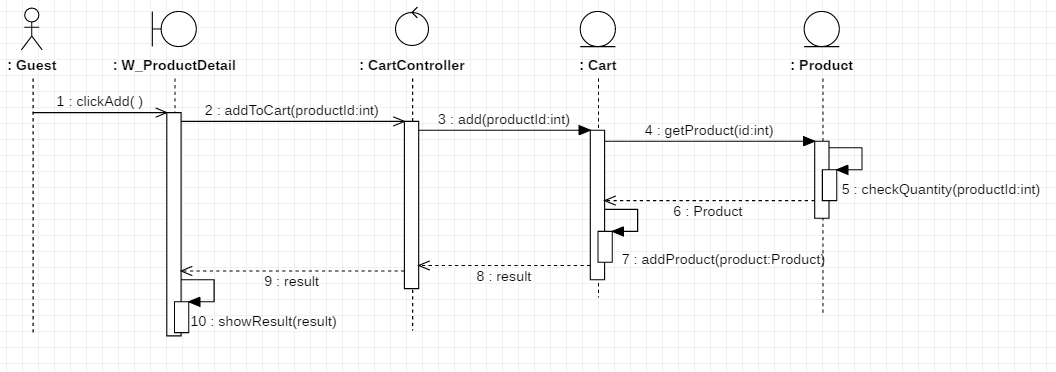 : Guest
: W_ProductDetail
: CartController
: Cart
: Product
1 : clickAdd( )
2 : addToCart(productId:int)
3 : add(productId:int)
4 : getProduct(id:int)
5 : checkQuantity(productId:int)
6 : Product
7 : addProduct(product:Product)
8 : result
9 : result
10 : showResult(result)